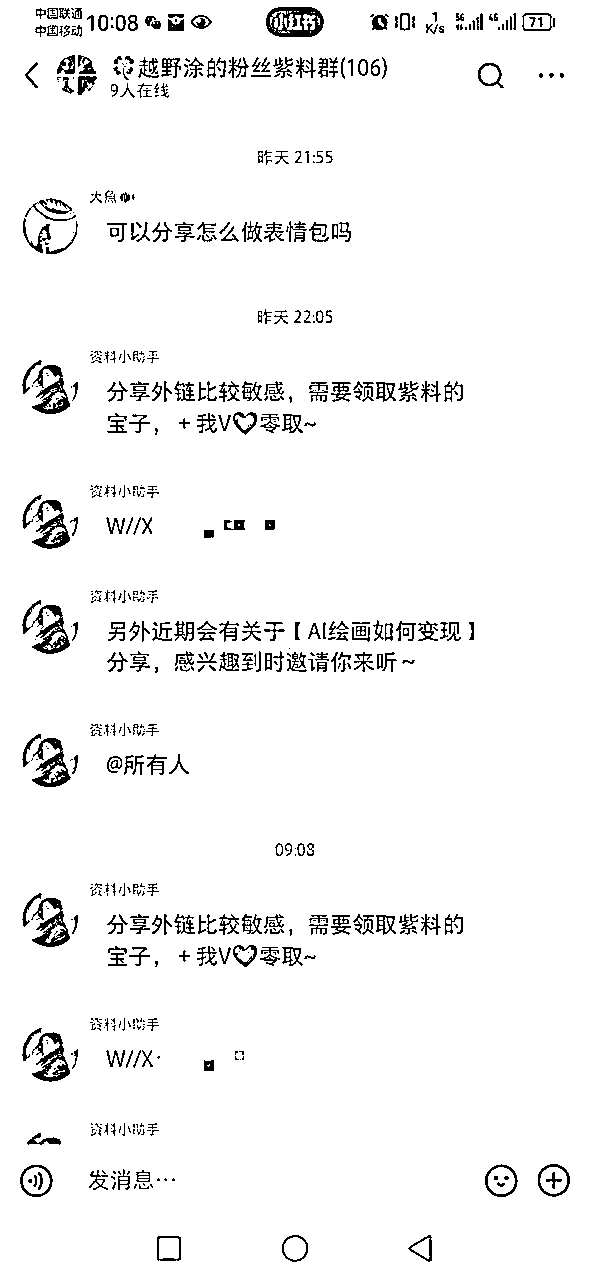 中国联通
中国移动 10:08 小红书 1 K/s 5G 4G 71
越野涂的粉丝紫料群(106)
9人在线
昨天 21:55
大魚
可以分享怎么做表情包吗
昨天 22:05
资料小助手
分享外链比较敏感，需要领取紫料的
宝子，+我V♡零取~
资料小助手
W//X
资料小助手
另外近期会有关于【AI绘画如何变现】
分享，感兴趣到时邀请你来听~
资料小助手
@所有人
09:08
资料小助手
分享外链比较敏感，需要领取紫料的
宝子，+我V♡零取~
资料小助手
W//X·
资料小助手
发消息…